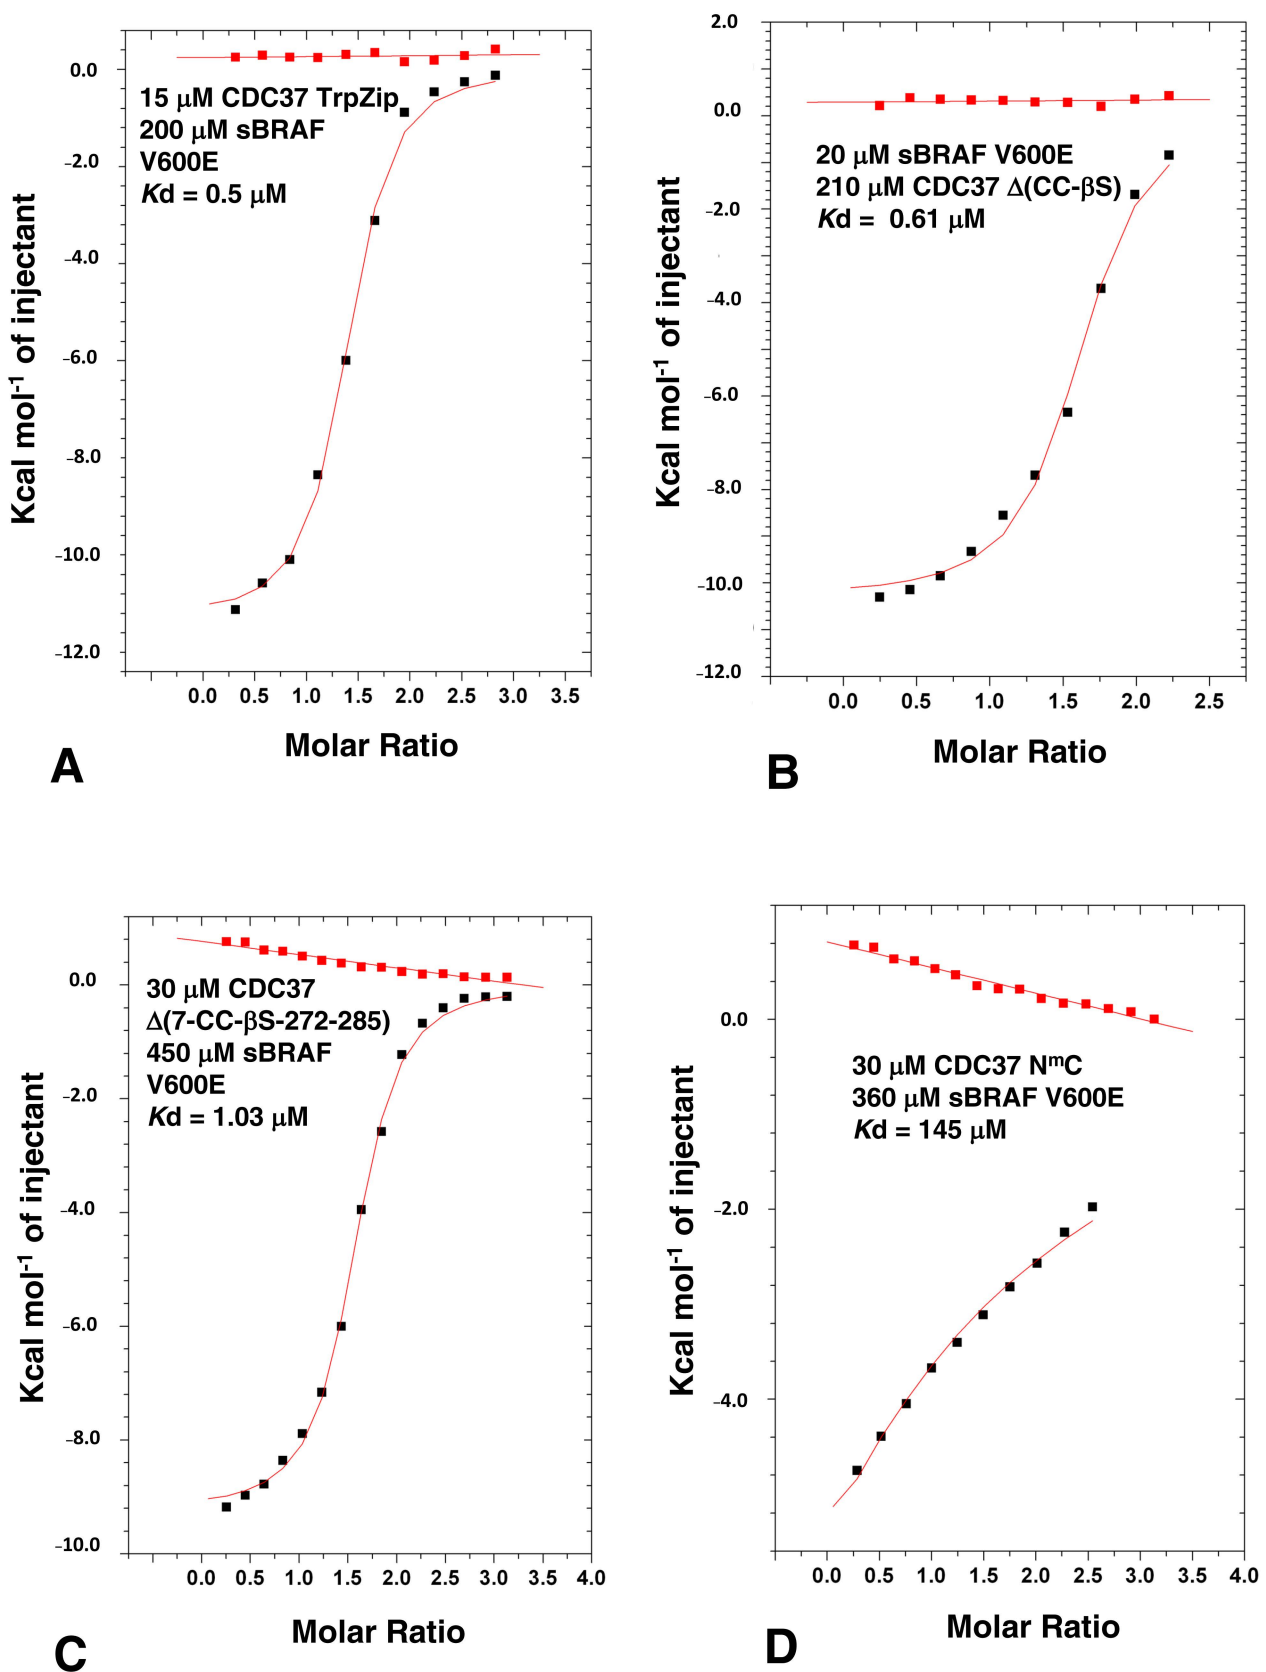 0.0
-2.0
-4.0
-6.0
-8.0
-10.0
-12.0
Kcal mol-1 of injectant
15 µM CDC37 TrpZip
200 µM sBRAF
V600E
Kd = 0.5 µM
0.0 0.5 1.0 1.5 2.0 2.5 3.0 3.5
Molar Ratio
A
2.0
0.0
-2.0
-4.0
-6.0
-8.0
-10.0
-12.0
Kcal mol-1 of injectant
20 µM sBRAF V600E
210 µM CDC37 Δ(CC-βS)
Kd = 0.61 µM
0.0 0.5 1.0 1.5 2.0 2.5
Molar Ratio
B
0.0
-2.0
-4.0
-6.0
-8.0
-10.0
Kcal mol-1 of injectant
30 µM CDC37
Δ(7-CC-βS-272-285)
450 µM sBRAF
V600E
Kd = 1.03 µM
0.0 0.5 1.0 1.5 2.0 2.5 3.0 3.5 4.0
Molar Ratio
C
0.0
-2.0
-4.0
Kcal mol-1 of injectant
30 µM CDC37 NmC
360 µM sBRAF V600E
Kd = 145 µM
0.0 0.5 1.0 1.5 2.0 2.5 3.0 3.5 4.0
Molar Ratio
D